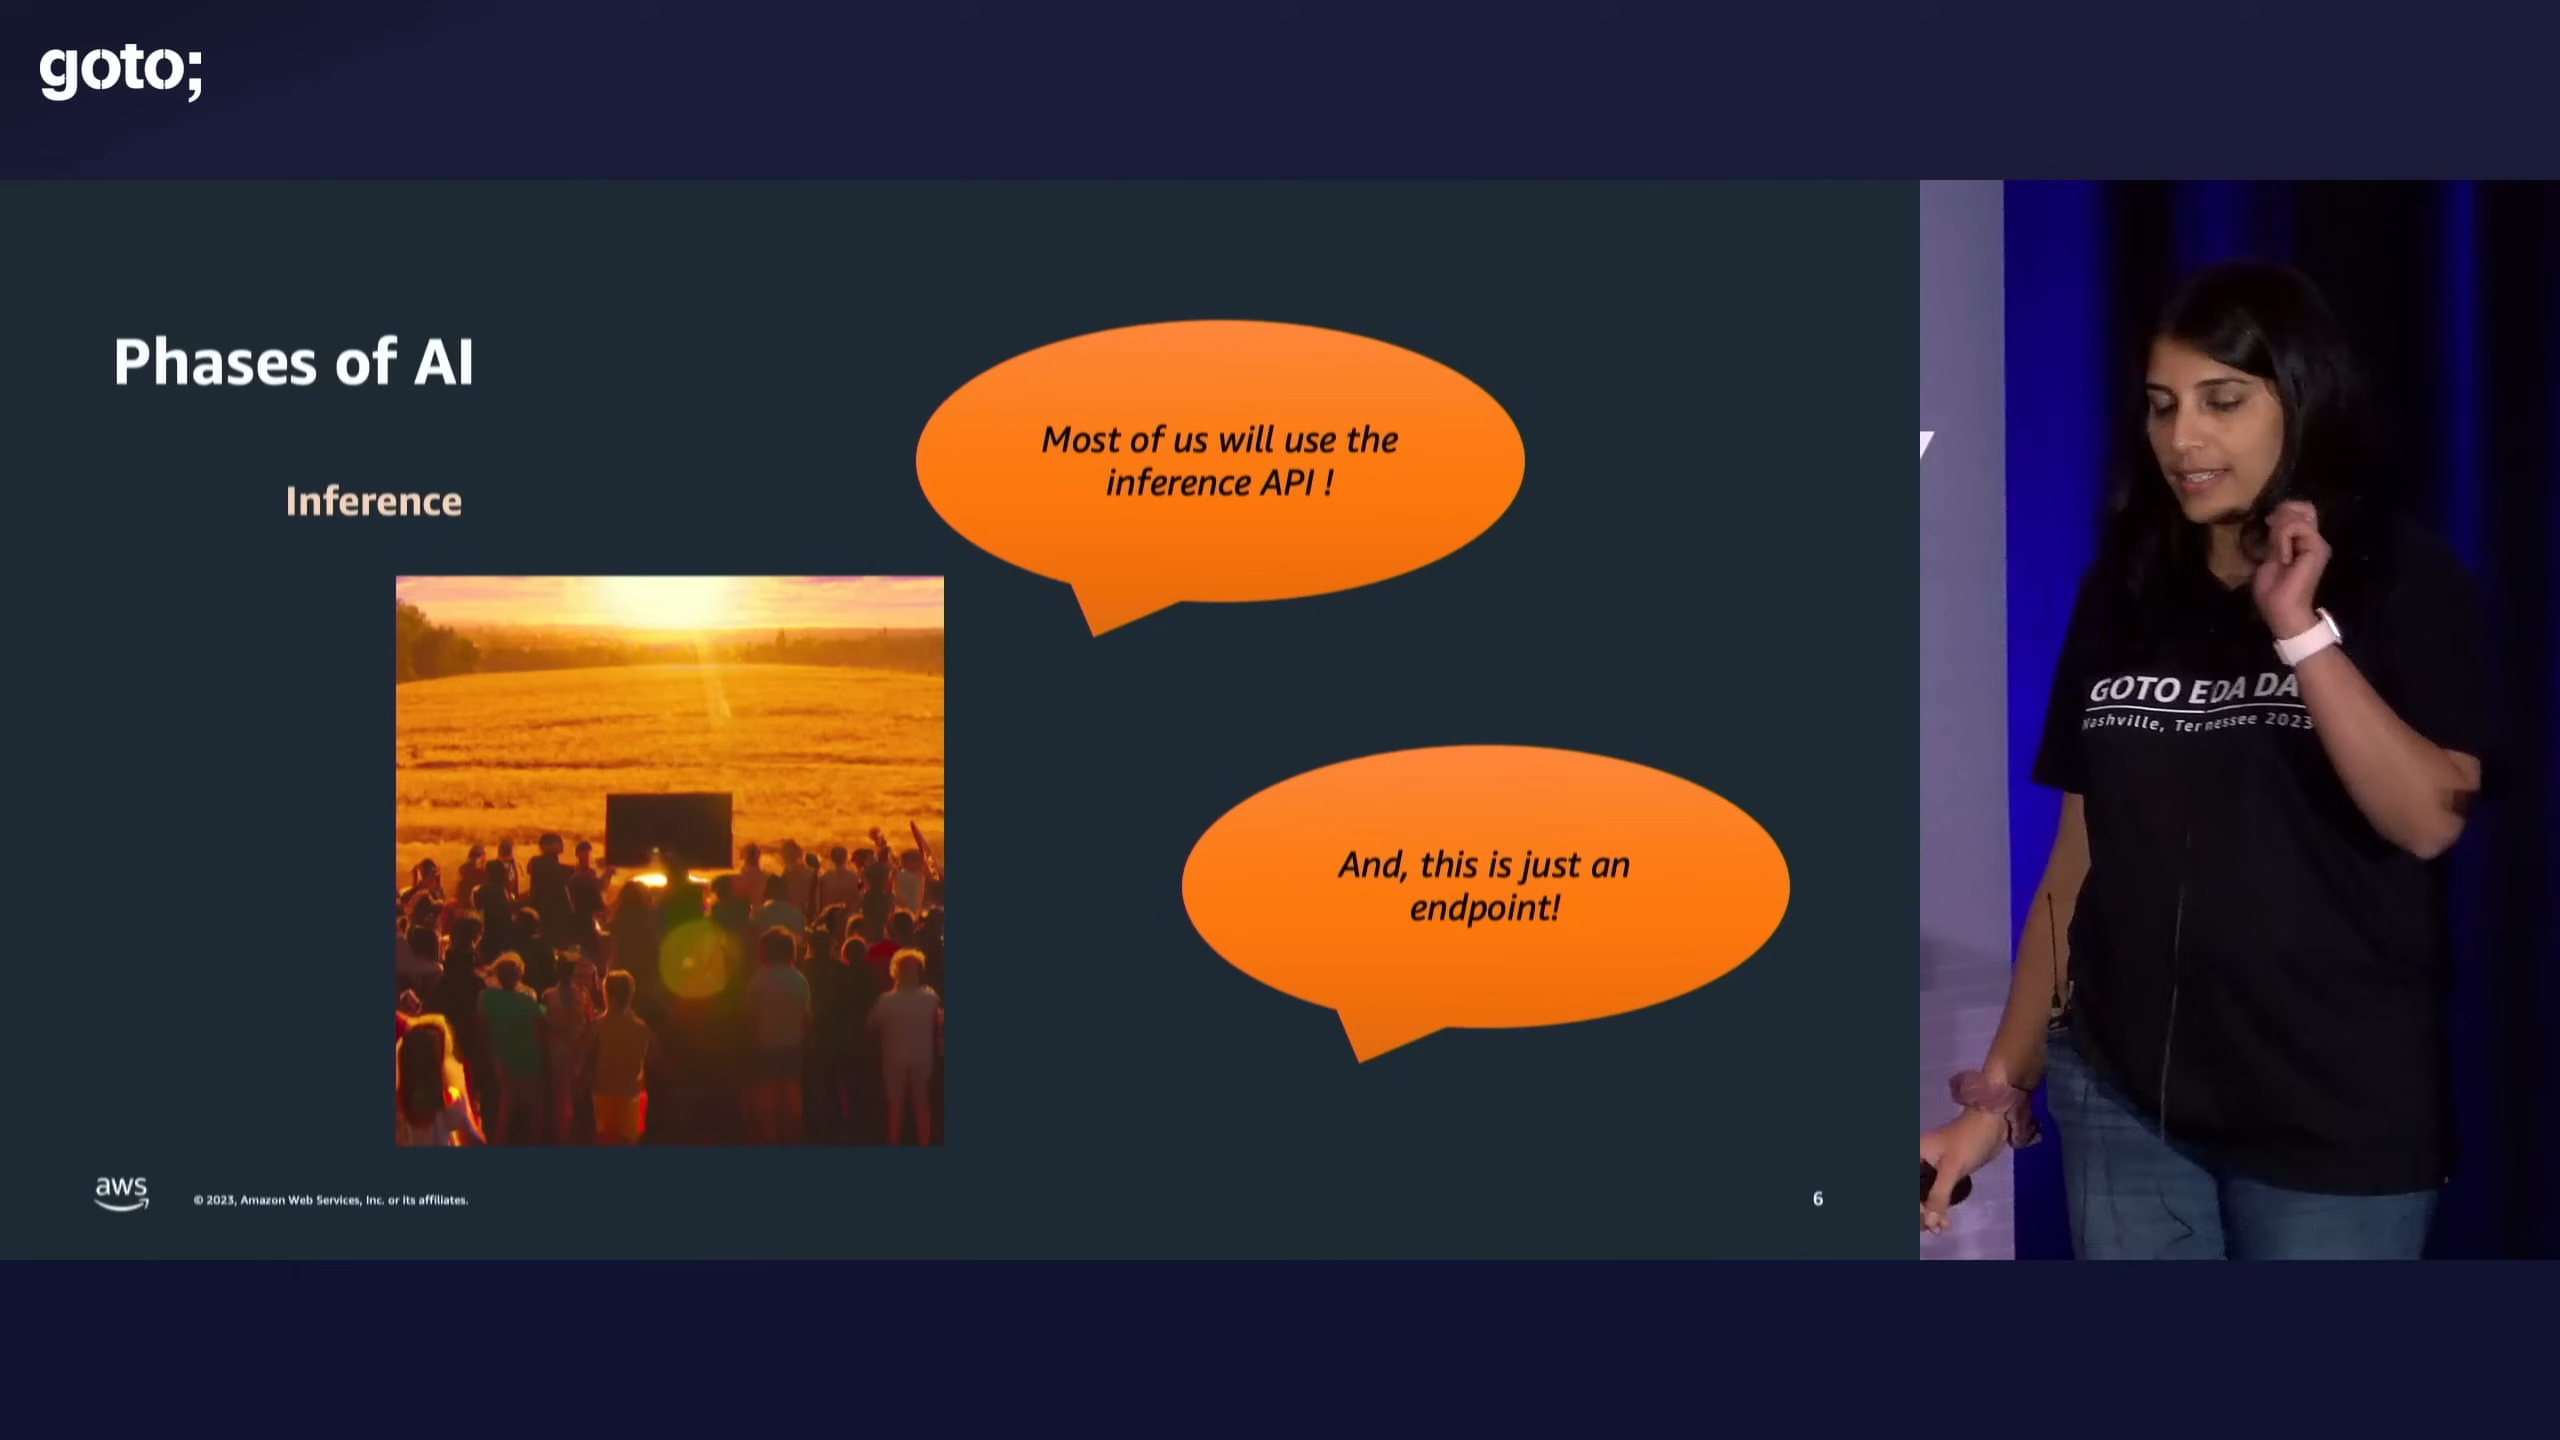 goto;
Phases of AI
Inference
Most of us will use the
inference API !
And, this is just an
endpoint!
aws
© 2023, Amazon Web Services, Inc. or its affiliates.
6
GOTO EDA
Nashville, Tennessee 2023